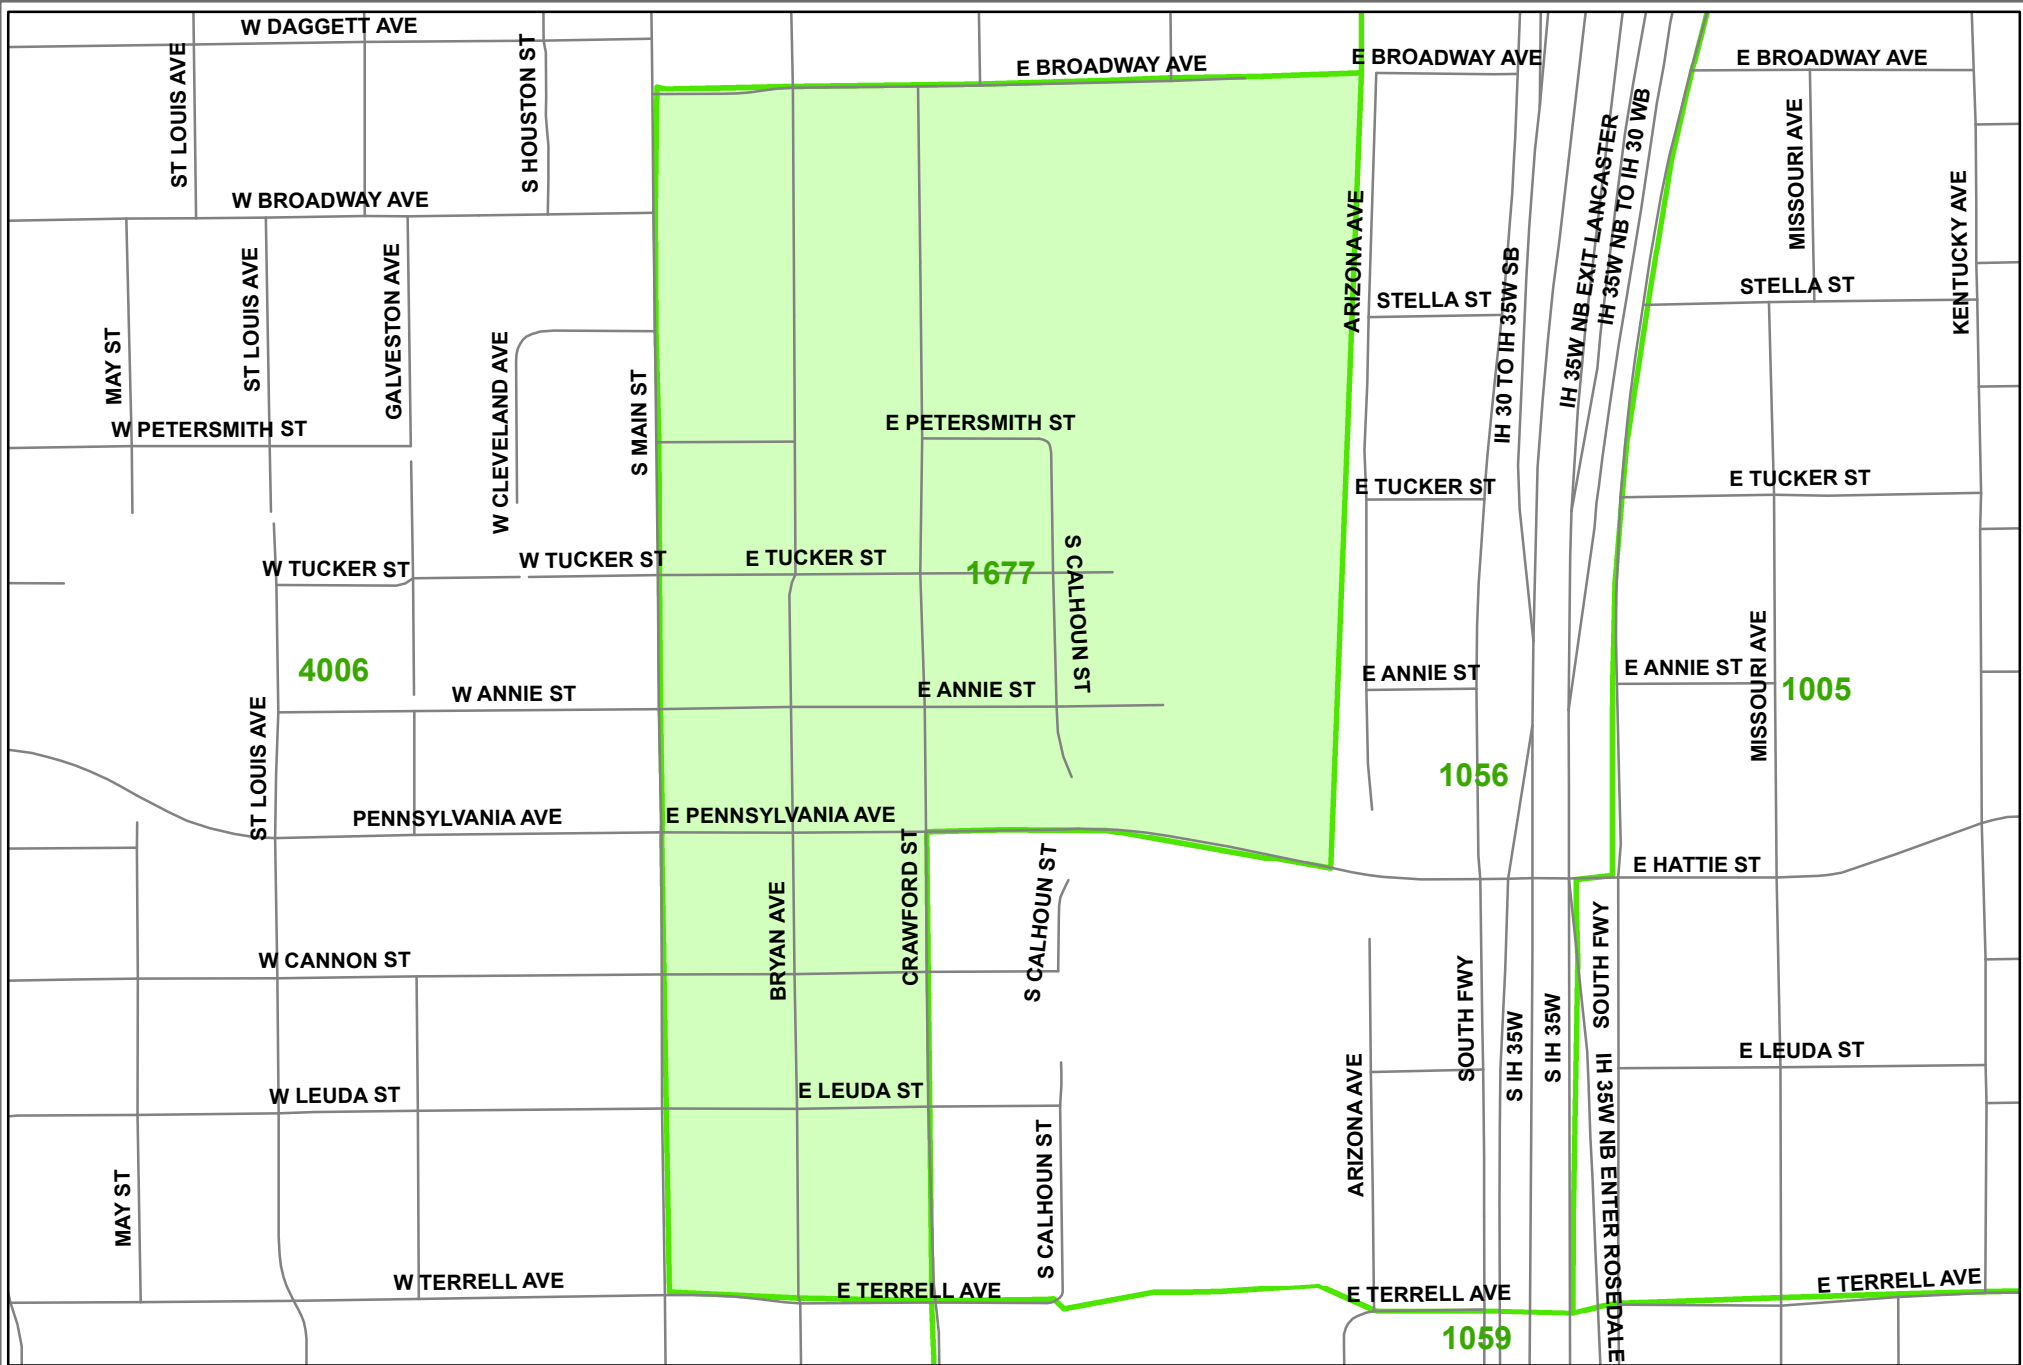 W DAGGETT AVE
ST LOUIS AVE
S HOUSTON ST
E BROADWAY AVE
E BROADWAY AVE
E BROADWAY AVE
W BROADWAY AVE
MISSOURI AVE
KENTUCKY AVE
IH 35W NB EXIT LANCASTER
IH 35W NB TO IH 30 WB
ARIZONA AVE
IH 30 TO IH 35W SB
STELLA ST
STELLA ST
MAY ST
ST LOUIS AVE
GALVESTON AVE
W CLEVELAND AVE
S MAIN ST
W PETERSMITH ST
E PETERSMITH ST
E TUCKER ST
E TUCKER ST
W TUCKER ST
W TUCKER ST
E TUCKER ST
1677
S CALHOUN ST
4006
W ANNIE ST
E ANNIE ST
E ANNIE ST
E ANNIE ST
MISSOURI AVE
1005
ST LOUIS AVE
1056
PENNSYLVANIA AVE
E PENNSYLVANIA AVE
E HATTIE ST
CRAWFORD ST
S CALHOUN ST
BRYAN AVE
W CANNON ST
SOUTH FWY
SOUTH FWY
S IH 35W
S IH 35W
E LEUDA ST
W LEUDA ST
E LEUDA ST
ARIZONA AVE
IH 35W NB ENTER ROSEDALE
MAY ST
S CALHOUN ST
W TERRELL AVE
E TERRELL AVE
E TERRELL AVE
E TERRELL AVE
1059